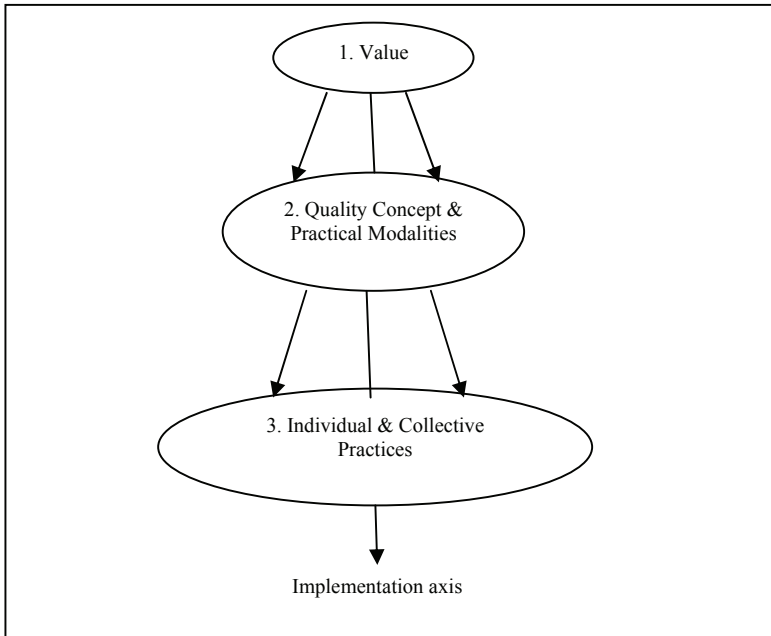 1. Value
2. Quality Concept &
Practical Modalities
3. Individual & Collective
Practices
Implementation axis